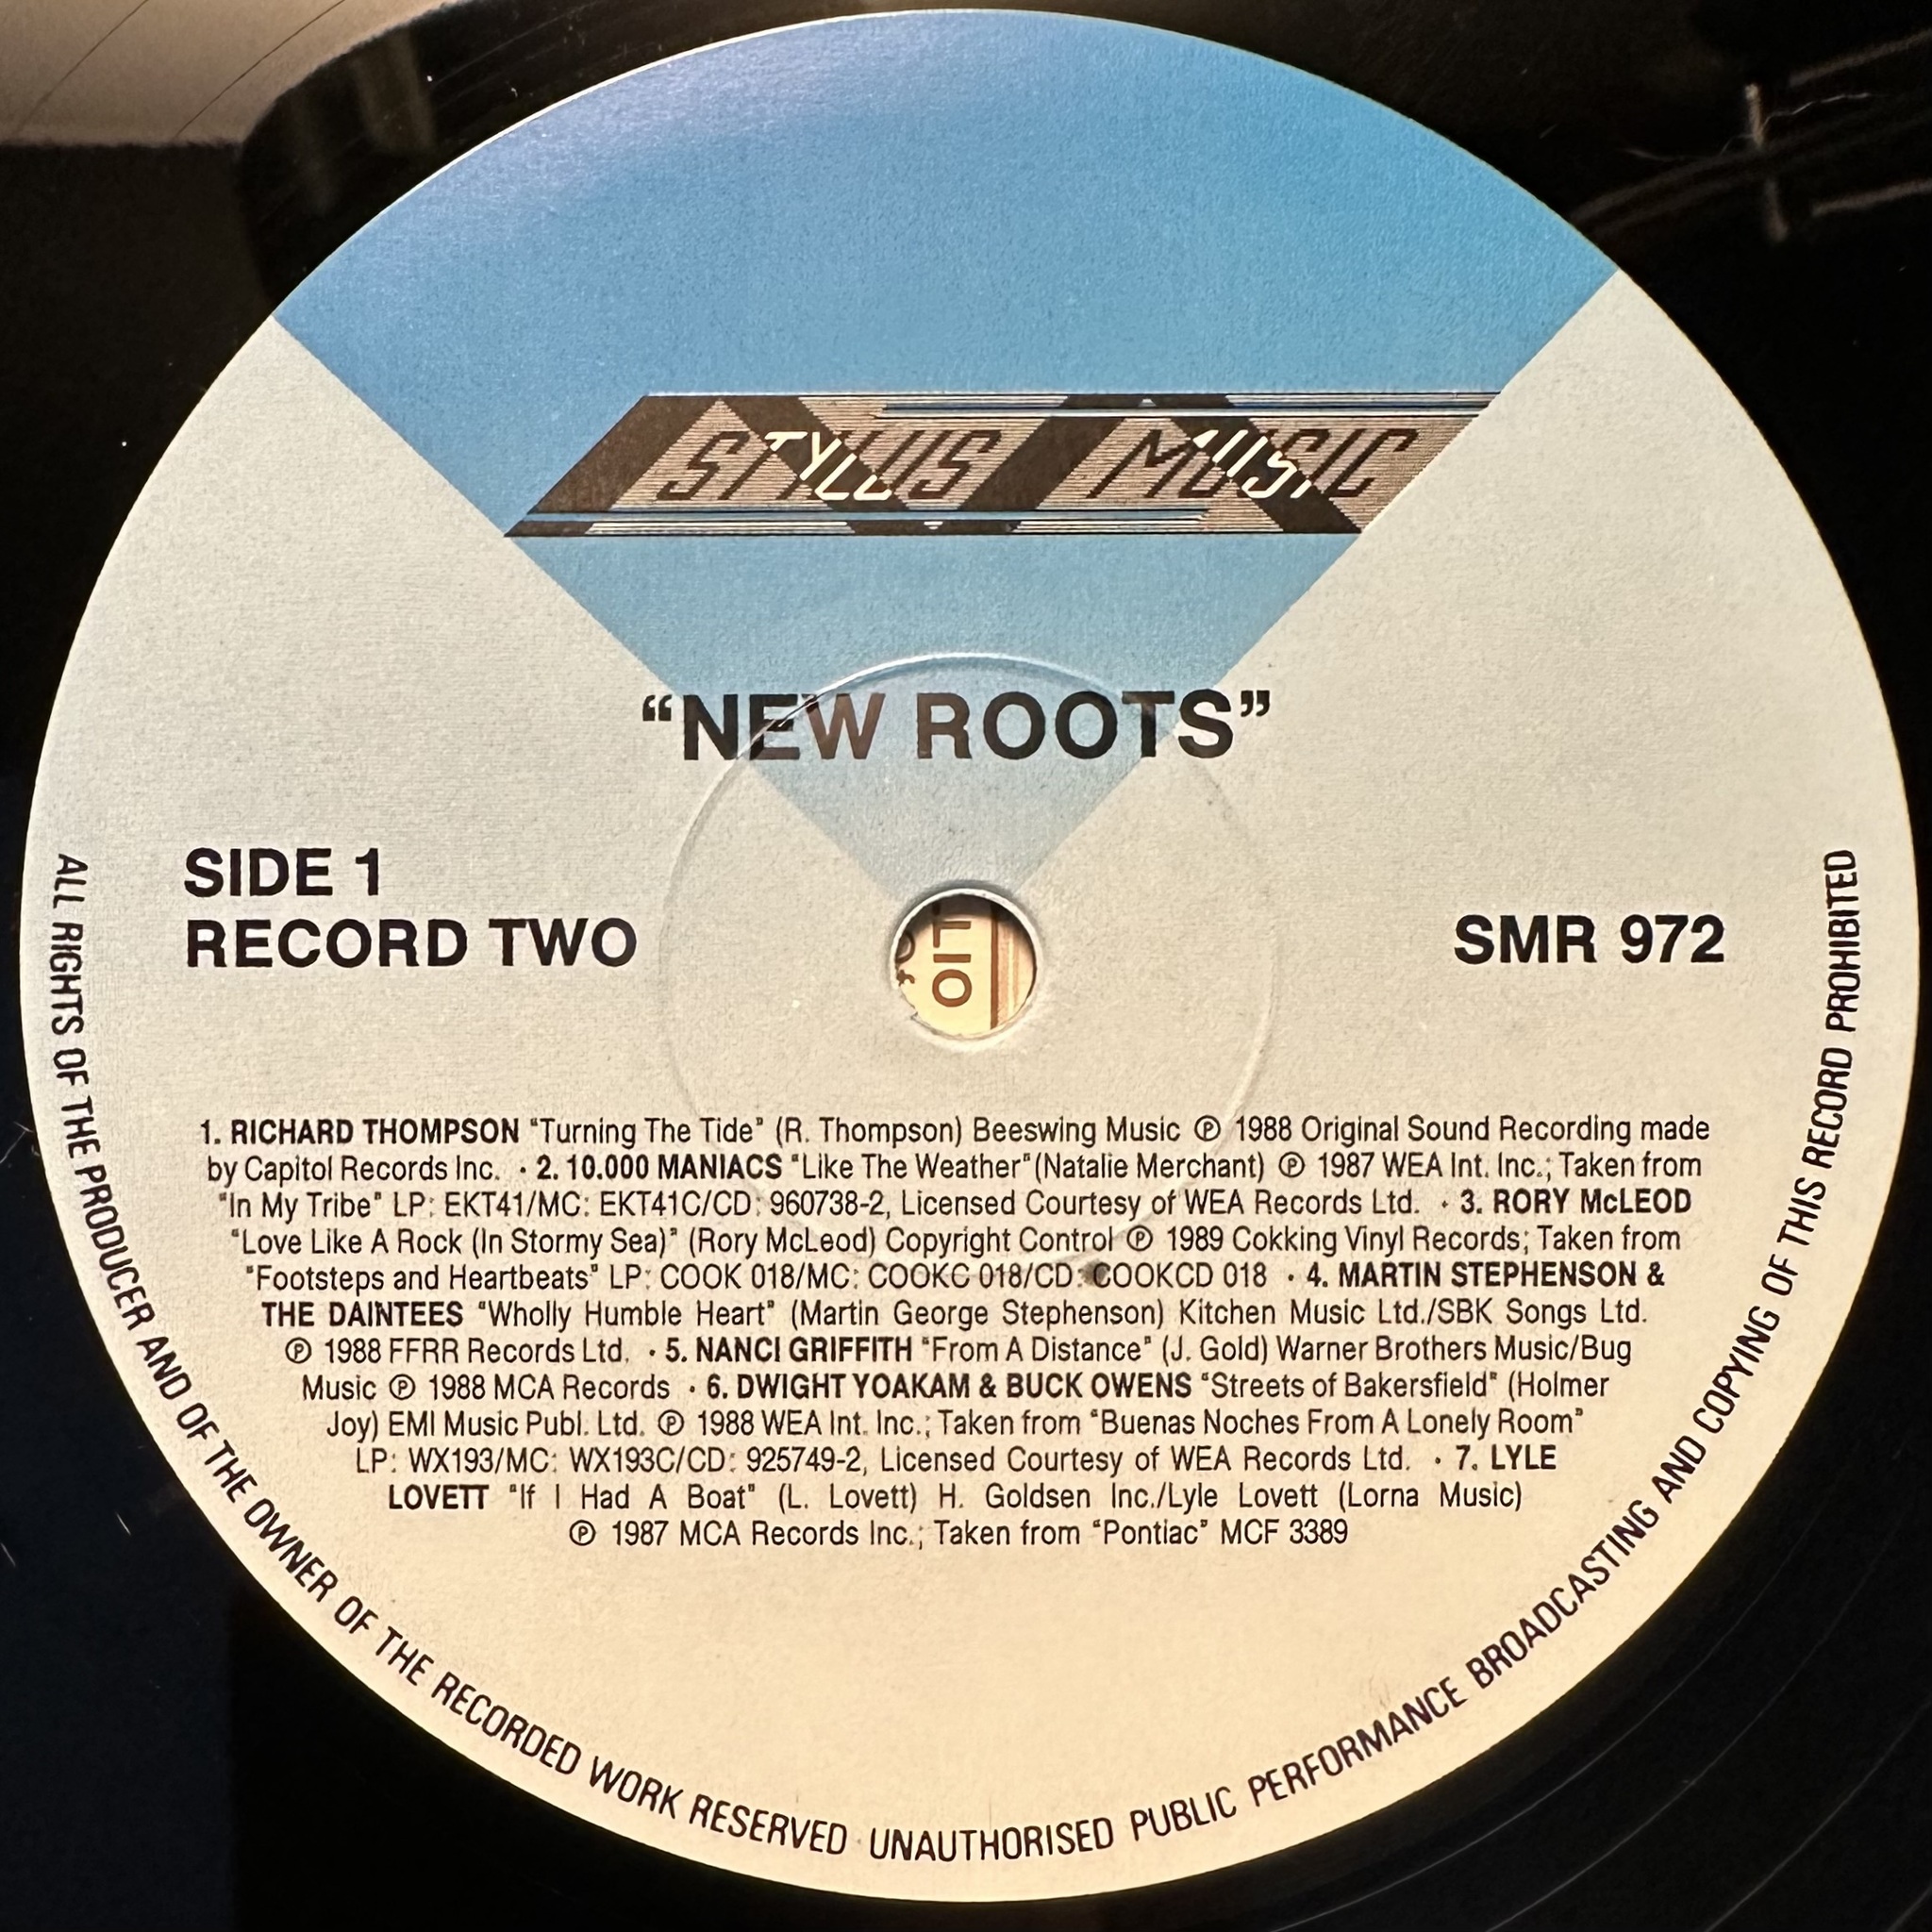 STYLUS MUSIC
“NEW ROOTS”
SIDE 1
RECORD TWO
SMR 972
1. RICHARD THOMPSON "Turning The Tide" (R. Thompson) Beeswing Music ℗ 1988 Original Sound Recording made
by Capitol Records Inc. · 2. 10.000 MANIACS "Like The Weather" (Natalie Merchant) ℗ 1987 WEA Int. Inc.; Taken from
"In My Tribe" LP: EKT41/MC: EKT41C/CD: 960738-2, Licensed Courtesy of WEA Records Ltd. · 3. RORY McLEOD
"Love Like A Rock (In Stormy Sea)" (Rory McLeod) Copyright Control ℗ 1989 Cokking Vinyl Records; Taken from
"Footsteps and Heartbeats" LP: COOK 018/MC: COOKC 018/CD: COOKCD 018 · 4. MARTIN STEPHENSON &
THE DAINTEES "Wholly Humble Heart" (Martin George Stephenson) Kitchen Music Ltd./SBK Songs Ltd.
℗ 1988 FFRR Records Ltd. · 5. NANCI GRIFFITH "From A Distance" (J. Gold) Warner Brothers Music/Bug
Music ℗ 1988 MCA Records · 6. DWIGHT YOAKAM & BUCK OWENS "Streets of Bakersfield" (Holmer
Joy) EMI Music Publ. Ltd. ℗ 1988 WEA Int. Inc.; Taken from "Buenas Noches From A Lonely Room"
LP: WX193/MC: WX193C/CD: 925749-2, Licensed Courtesy of WEA Records Ltd. · 7. LYLE
LOVETT "If I Had A Boat" (L. Lovett) H. Goldsen Inc./Lyle Lovett (Lorna Music)
℗ 1987 MCA Records Inc.; Taken from "Pontiac" MCF 3389
ALL RIGHTS OF THE PRODUCER AND OF THE OWNER OF THE RECORDED WORK RESERVED · UNAUTHORISED PUBLIC PERFORMANCE BROADCASTING AND COPYING OF THIS RECORD PROHIBITED